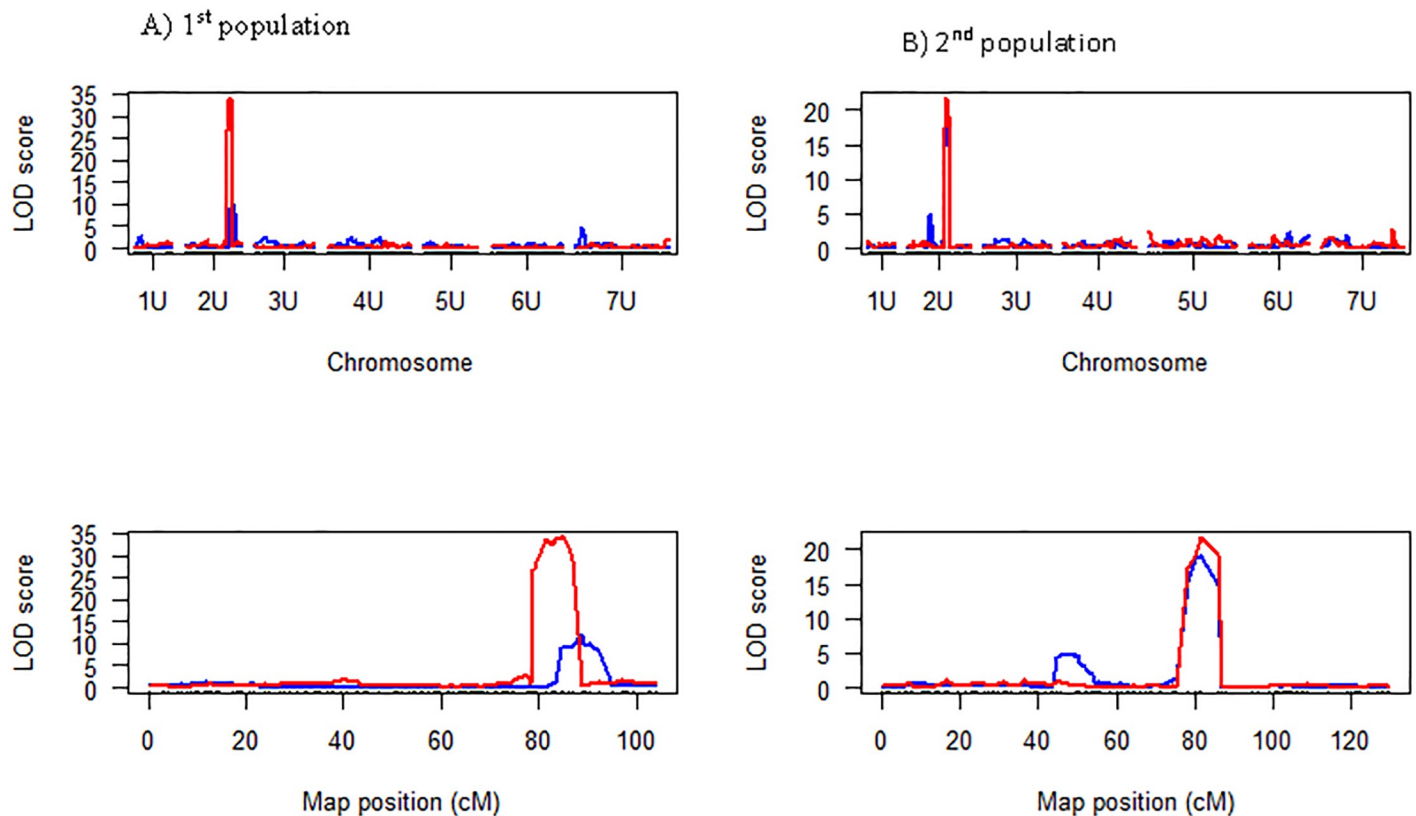 A) 1st population
35
30
25
20
15
10
5
0
LOD score
1U 2U 3U 4U 5U 6U 7U
Chromosome
B) 2nd population
20
15
10
5
0
LOD score
1U 2U 3U 4U 5U 6U 7U
Chromosome
35
30
25
20
15
10
5
0
LOD score
0 20 40 60 80 100
Map position (cM)
20
15
10
5
0
LOD score
0 20 40 60 80 100 120
Map position (cM)